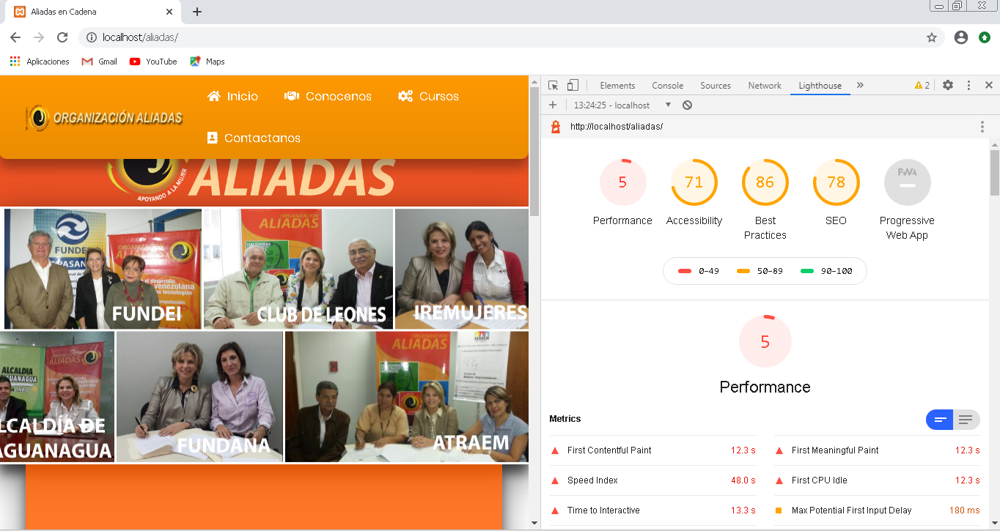 Aliadas en Cadena
localhost/aliadas/
Aplicaciones
Gmail
YouTube
Maps
Inicio
Conocenos
Cursos
ORGANIZACIÓN ALIADAS
Contactanos
ALIADAS
APOYANDO A LA MUJER
FUNDEI
CLUB DE LEONES
IREMUJERES
LCALDÍA DE
AGUANAGUA
FUNDANA
ATRAEM
Elements
Console
Sources
Network
Lighthouse
2
13:24:25 - localhost
http://localhost/aliadas/
5
Performance
71
Accessibility
86
Best
Practices
78
SEO
PWA
Progressive
Web App
0–49
50–89
90–100
5
Performance
Metrics
First Contentful Paint 12.3 s
First Meaningful Paint 12.3 s
Speed Index 48.0 s
First CPU Idle 12.3 s
Time to Interactive 13.3 s
Max Potential First Input Delay 180 ms